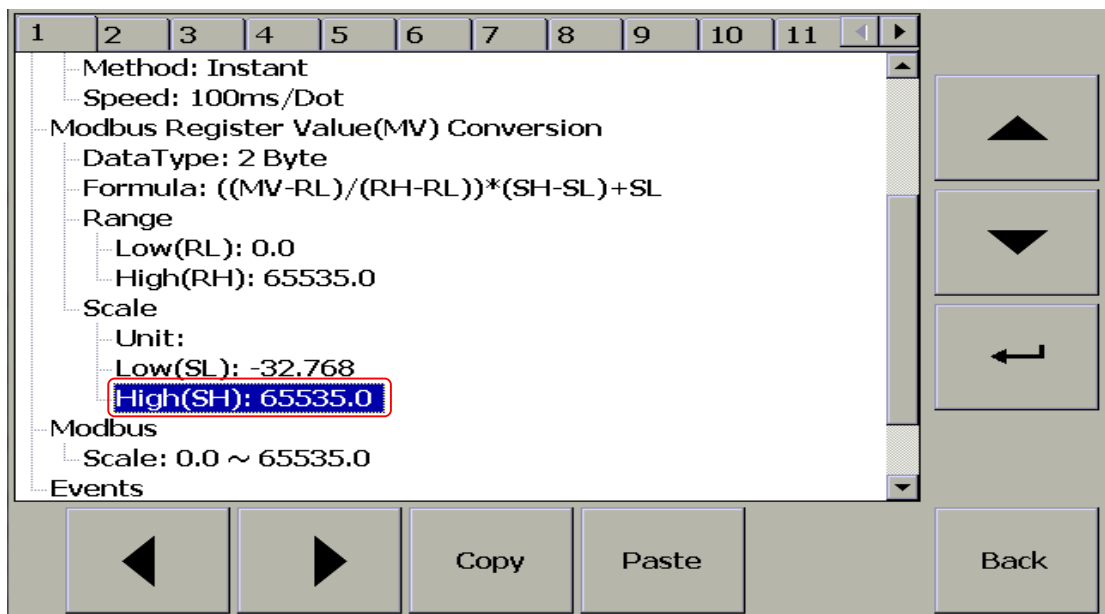 1 2 3 4 5 6 7 8 9 10 11
Method: Instant
Speed: 100ms/Dot
Modbus Register Value(MV) Conversion
DataType: 2 Byte
Formula: ((MV-RL)/(RH-RL))*(SH-SL)+SL
Range
Low(RL): 0.0
High(RH): 65535.0
Scale
Unit:
Low(SL): -32.768
High(SH): 65535.0
Modbus
Scale: 0.0 ~ 65535.0
Events
Copy Paste Back